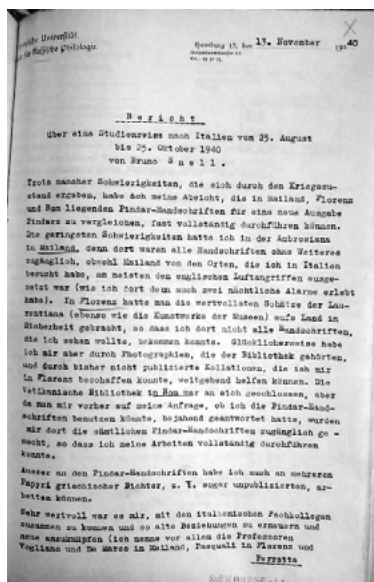 Universität
für klassische Philologie.
Hamburg 13, den 13. November 1940
B e r i c h t
über eine Studienreise nach Italien vom 25. August
bis 25. Oktober 1940
von Bruno S n e l l .
Trotz mancher Schwierigkeiten, die sich durch den Kriegszu-
stand ergaben, habe ich meine Absicht, die in Mailand, Florenz
und Rom liegenden Pindar-Handschriften für eine neue Ausgabe
Pindars zu vergleichen, fast vollständig durchführen können.
Die geringsten Schwierigkeiten hatte ich in der Ambrosiana
in Mailand, denn dort waren alle Handschriften ohne Weiteres
zugänglich, obwohl Mailand von den Orten, die ich in Italien
besucht habe, am meisten den englischen Luftangriffen ausge-
setzt war (wie ich dort denn auch zwei nächtliche Alarme erlebt
habe). In Florenz hatte man die wertvollsten Schätze der Lau-
rentiana (ebenso wie die Kunstwerke der Museen) aufs Land in
Sicherheit gebracht, so dass ich dort nicht alle Handschriften,
die ich sehen wollte, bekommen konnte. Glücklicherweise habe
ich mir aber durch Photographien, die der Bibliothek gehörten,
und durch bisher nicht publizierte Kollationen, die ich mir
in Florenz beschaffen konnte, weitgehend helfen können. Die
Vatikanische Bibliothek in Rom war an sich geschlossen, aber
da man mir vorher auf meine Anfrage, ob ich die Pindar-Hand-
schriften benutzen könnte, bejahend geantwortet hatte, wurden
mir dort die sämtlichen Pindar-Handschriften zugänglich ge -
macht, so dass ich meine Arbeiten vollständig durchführen
konnte.
Ausser an den Pindar-Handschriften habe ich auch an mehreren
Papyri griechischer Dichter, z. T. sogar unpublizierten, ar-
beiten können.
Sehr wertvoll war es mir, mit den italienischen Fachkollegen
zusammen zu kommen und so alte Beziehungen zu erneuern und
neue anzuknüpfen (ich nenne vor allem die Professoren
Vogliano und De Marco in Mailand, Pasquali in Florenz und
Perrotta